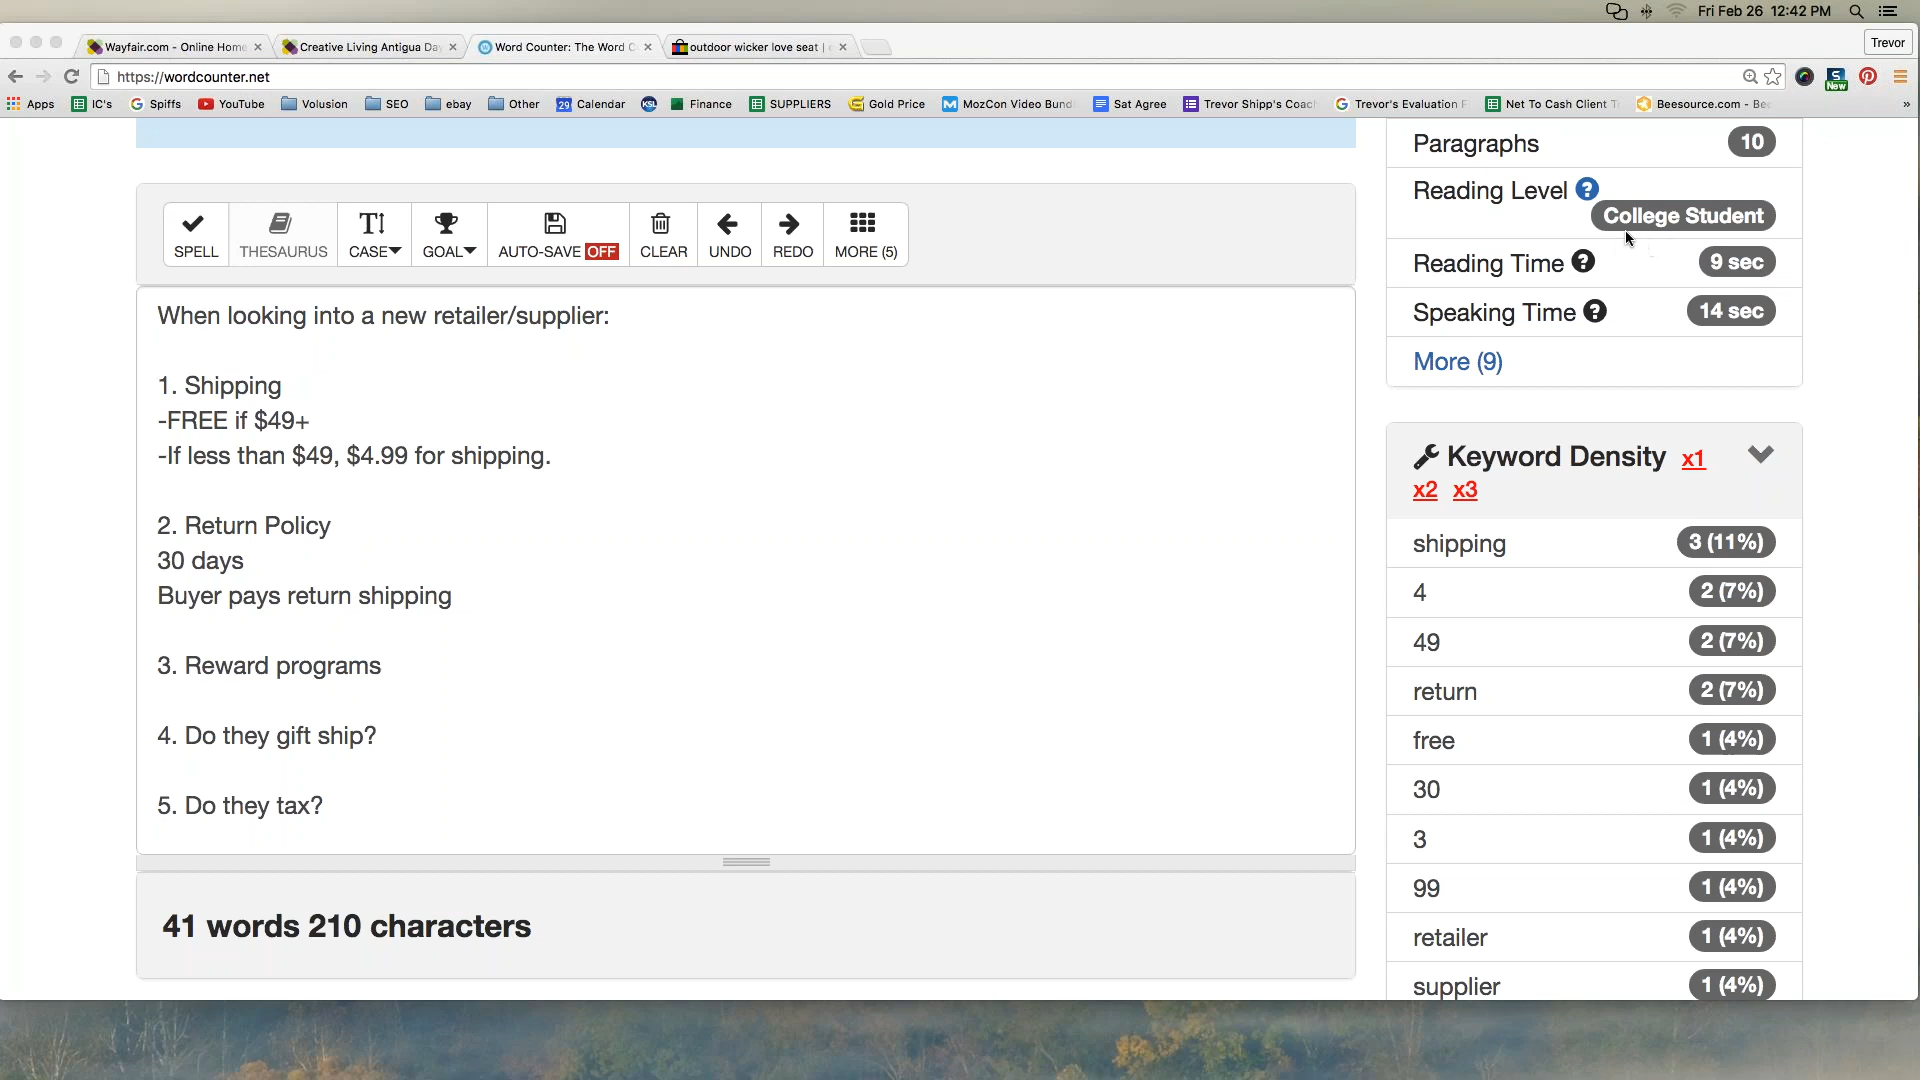 Fri Feb 26 12:42 PM
Wayfair.com - Online Home
Creative Living Antigua Da
Word Counter: The Word C
outdoor wicker love seat |
Trevor
https://wordcounter.net
Apps IC's Spiffs YouTube Volusion SEO ebay Other 29 Calendar KSL Finance SUPPLIERS Gold Price MozCon Video Bund Sat Agree Trevor Shipp's Coac Trevor's Evaluation F Net To Cash Client T Beesource.com - Bee »
New
SPELL THESAURUS CASE GOAL AUTO-SAVE OFF CLEAR UNDO REDO MORE (5)
When looking into a new retailer/supplier:
1. Shipping
-FREE if $49+
-If less than $49, $4.99 for shipping.
2. Return Policy
30 days
Buyer pays return shipping
3. Reward programs
4. Do they gift ship?
5. Do they tax?
41 words 210 characters
Paragraphs 10
Reading Level ?
College Student
Reading Time ? 9 sec
Speaking Time ? 14 sec
More (9)
Keyword Density x1
x2 x3
shipping 3 (11%)
4 2 (7%)
49 2 (7%)
return 2 (7%)
free 1 (4%)
30 1 (4%)
3 1 (4%)
99 1 (4%)
retailer 1 (4%)
supplier 1 (4%)